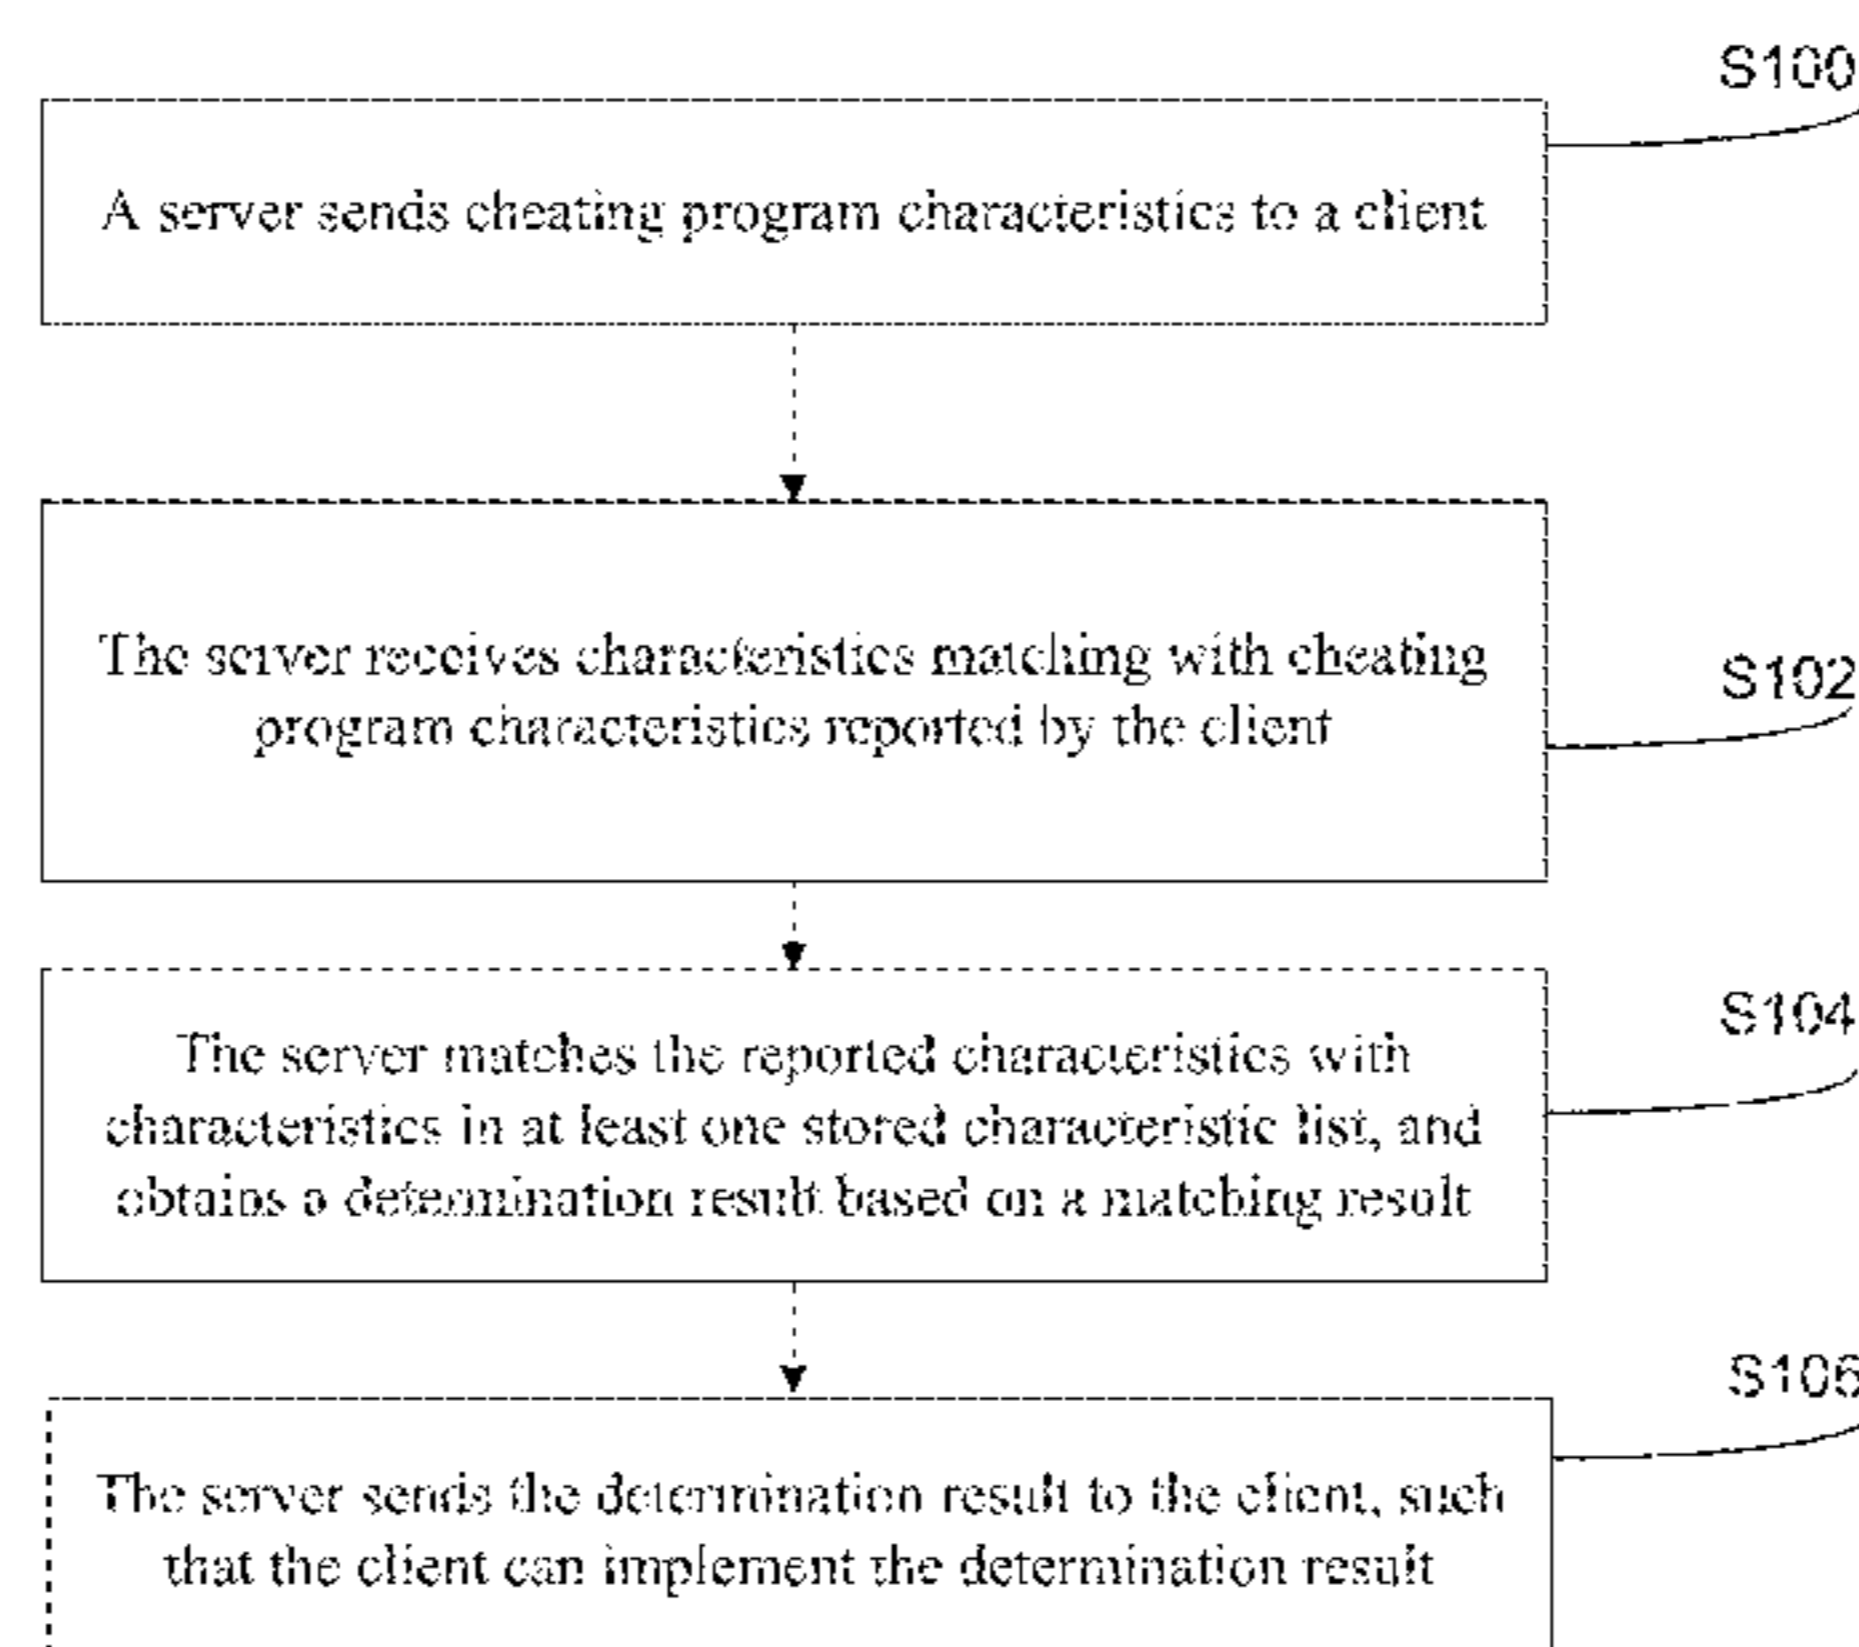 S100
A server sends cheating program characteristics to a client
The server receives characteristics matching with cheating
program characteristics reported by the client
S102
S104
The server matches the reported characteristics with
characteristics in at least one stored characteristic list, and
obtains a determination result based on a matching result
S106
The server sends the determination result to the client, such
that the client can implement the determination result